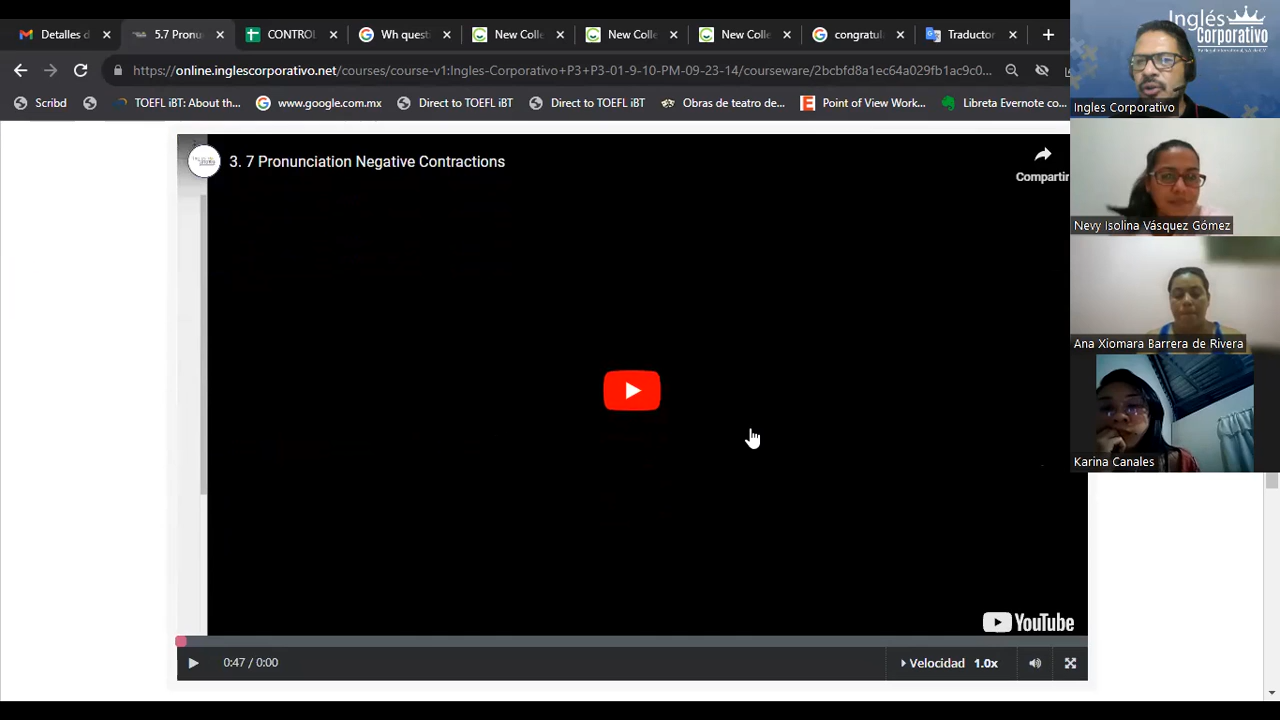 Detalles d
5.7 Pronu
CONTROL
Wh questi
New Colle
New Colle
New Colle
congratul
Traductor
https://online.inglescorporativo.net/courses/course-v1:Ingles-Corporativo+P3+P3-01-9-10-PM-09-23-14/courseware/2bcbfd8a1ec64a029fb1ac9c0...
Scribd
TOEFL iBT: About th...
www.google.com.mx
Direct to TOEFL iBT
Direct to TOEFL iBT
Obras de teatro de...
Point of View Work...
Libreta Evernote co...
3. 7 Pronunciation Negative Contractions
Compartir
YouTube
0:47 / 0:00
Velocidad 1.0x
Inglés
Corporativo
Ingles Corporativo
Nevy Isolina Vásquez Gómez
Ana Xiomara Barrera de Rivera
Karina Canales